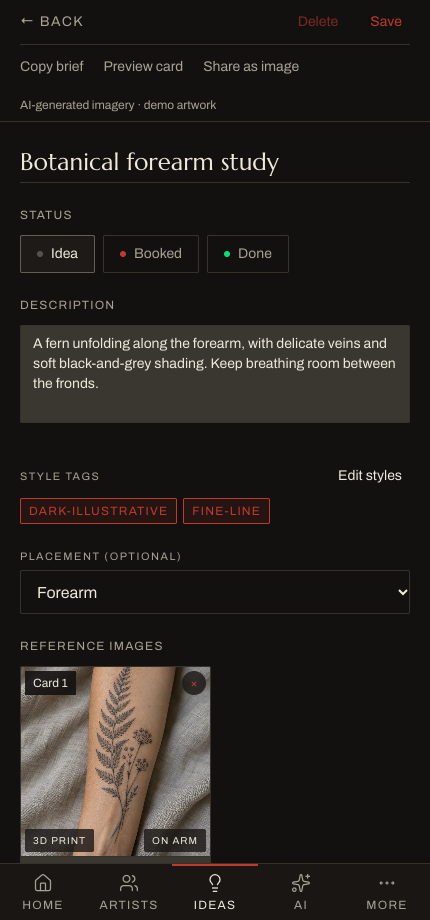 ← BACK
Delete
Save
Copy brief
Preview card
Share as image
AI-generated imagery · demo artwork
Botanical forearm study
STATUS
Idea
Booked
Done
DESCRIPTION
A fern unfolding along the forearm, with delicate veins and
soft black-and-grey shading. Keep breathing room between
the fronds.
STYLE TAGS
Edit styles
DARK-ILLUSTRATIVE
FINE-LINE
PLACEMENT (OPTIONAL)
Forearm
REFERENCE IMAGES
Card 1
×
3D PRINT
ON ARM
HOME
ARTISTS
IDEAS
AI
MORE